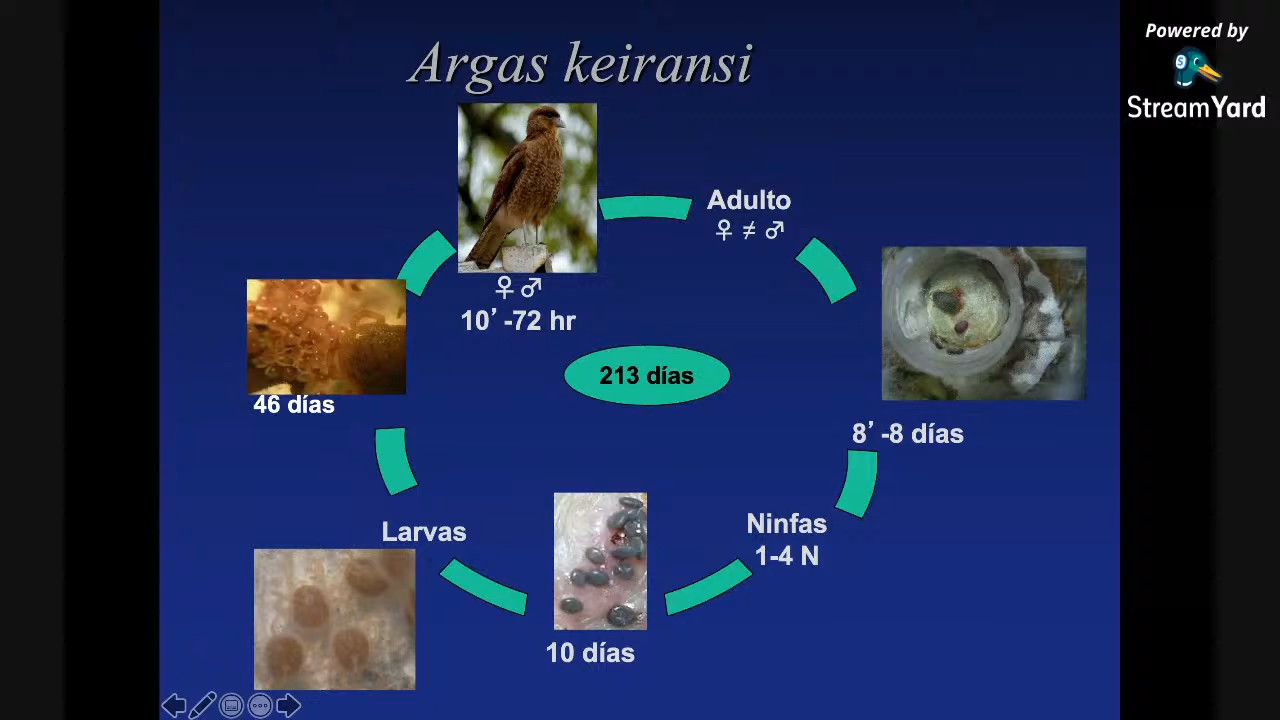 Argas keiransi
Powered by
StreamYard
Adulto
♀ ≠ ♂
♀♂
10’ -72 hr
213 días
46 días
8’ -8 días
Larvas
Ninfas
1-4 N
10 días